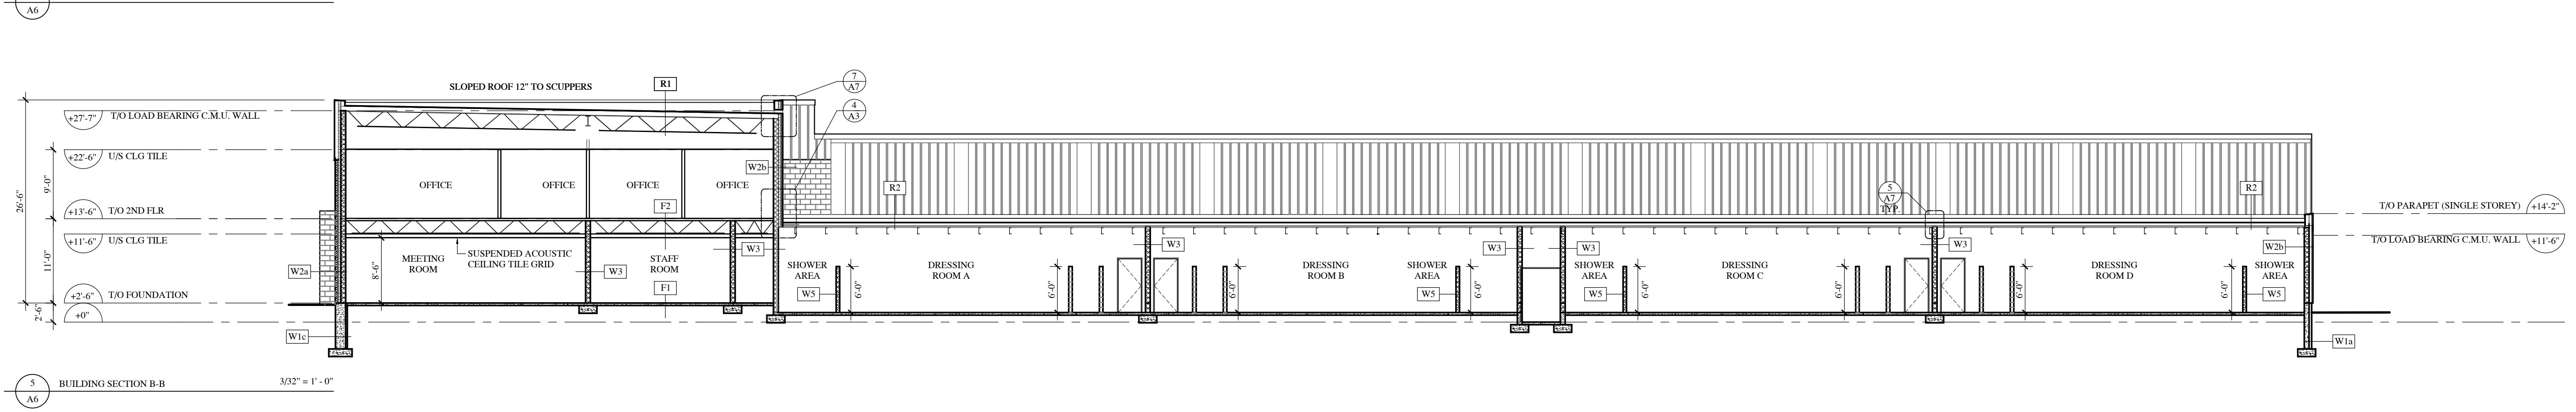 A6
SLOPED ROOF 12" TO SCUPPERS
R1
7
A7
4
A3
+27'-7" T/O LOAD BEARING C.M.U. WALL
+22'-6" U/S CLG TILE
26'-6"
9'-0"
W2b
OFFICE OFFICE OFFICE OFFICE
R2
5
A7
TYP.
R2
+13'-6" T/O 2ND FLR
F2
T/O PARAPET (SINGLE STOREY) +14'-2"
+11'-6" U/S CLG TILE
T/O LOAD BEARING C.M.U. WALL +11'-6"
W3
W3
W3
W3
W3
W2b
11'-0"
8'-6"
SUSPENDED ACOUSTIC
CEILING TILE GRID
MEETING
ROOM
STAFF
ROOM
SHOWER
AREA
DRESSING
ROOM A
DRESSING
ROOM B
SHOWER
AREA
SHOWER
AREA
DRESSING
ROOM C
DRESSING
ROOM D
SHOWER
AREA
W2a
W3
F1
W5
6'-0"
6'-0"
6'-0"
W5
6'-0"
W5
6'-0"
6'-0"
6'-0"
6'-0"
W5
+2'-6" T/O FOUNDATION
2'-6"
+0"
W1c
W1a
5
A6
BUILDING SECTION B-B
3/32" = 1' - 0"